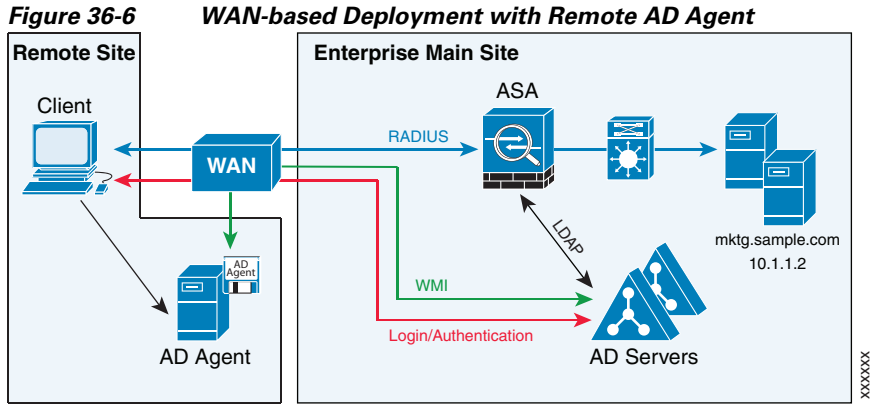 Figure 36-6 WAN-based Deployment with Remote AD Agent
Remote Site
Enterprise Main Site
Client
ASA
RADIUS
WAN
LDAP
mktg.sample.com
10.1.1.2
AD
Agent
WMI
Login/Authentication
AD Agent
AD Servers
xxxxxx